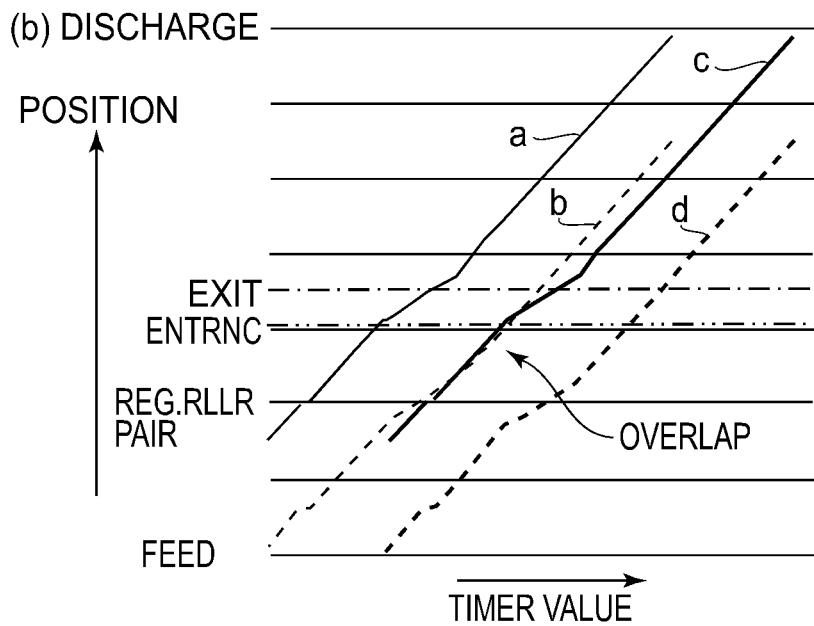 (b) DISCHARGE
POSITION
a
b
c
d
EXIT
ENTRNC
REG.RLLR
PAIR
OVERLAP
FEED
TIMER VALUE